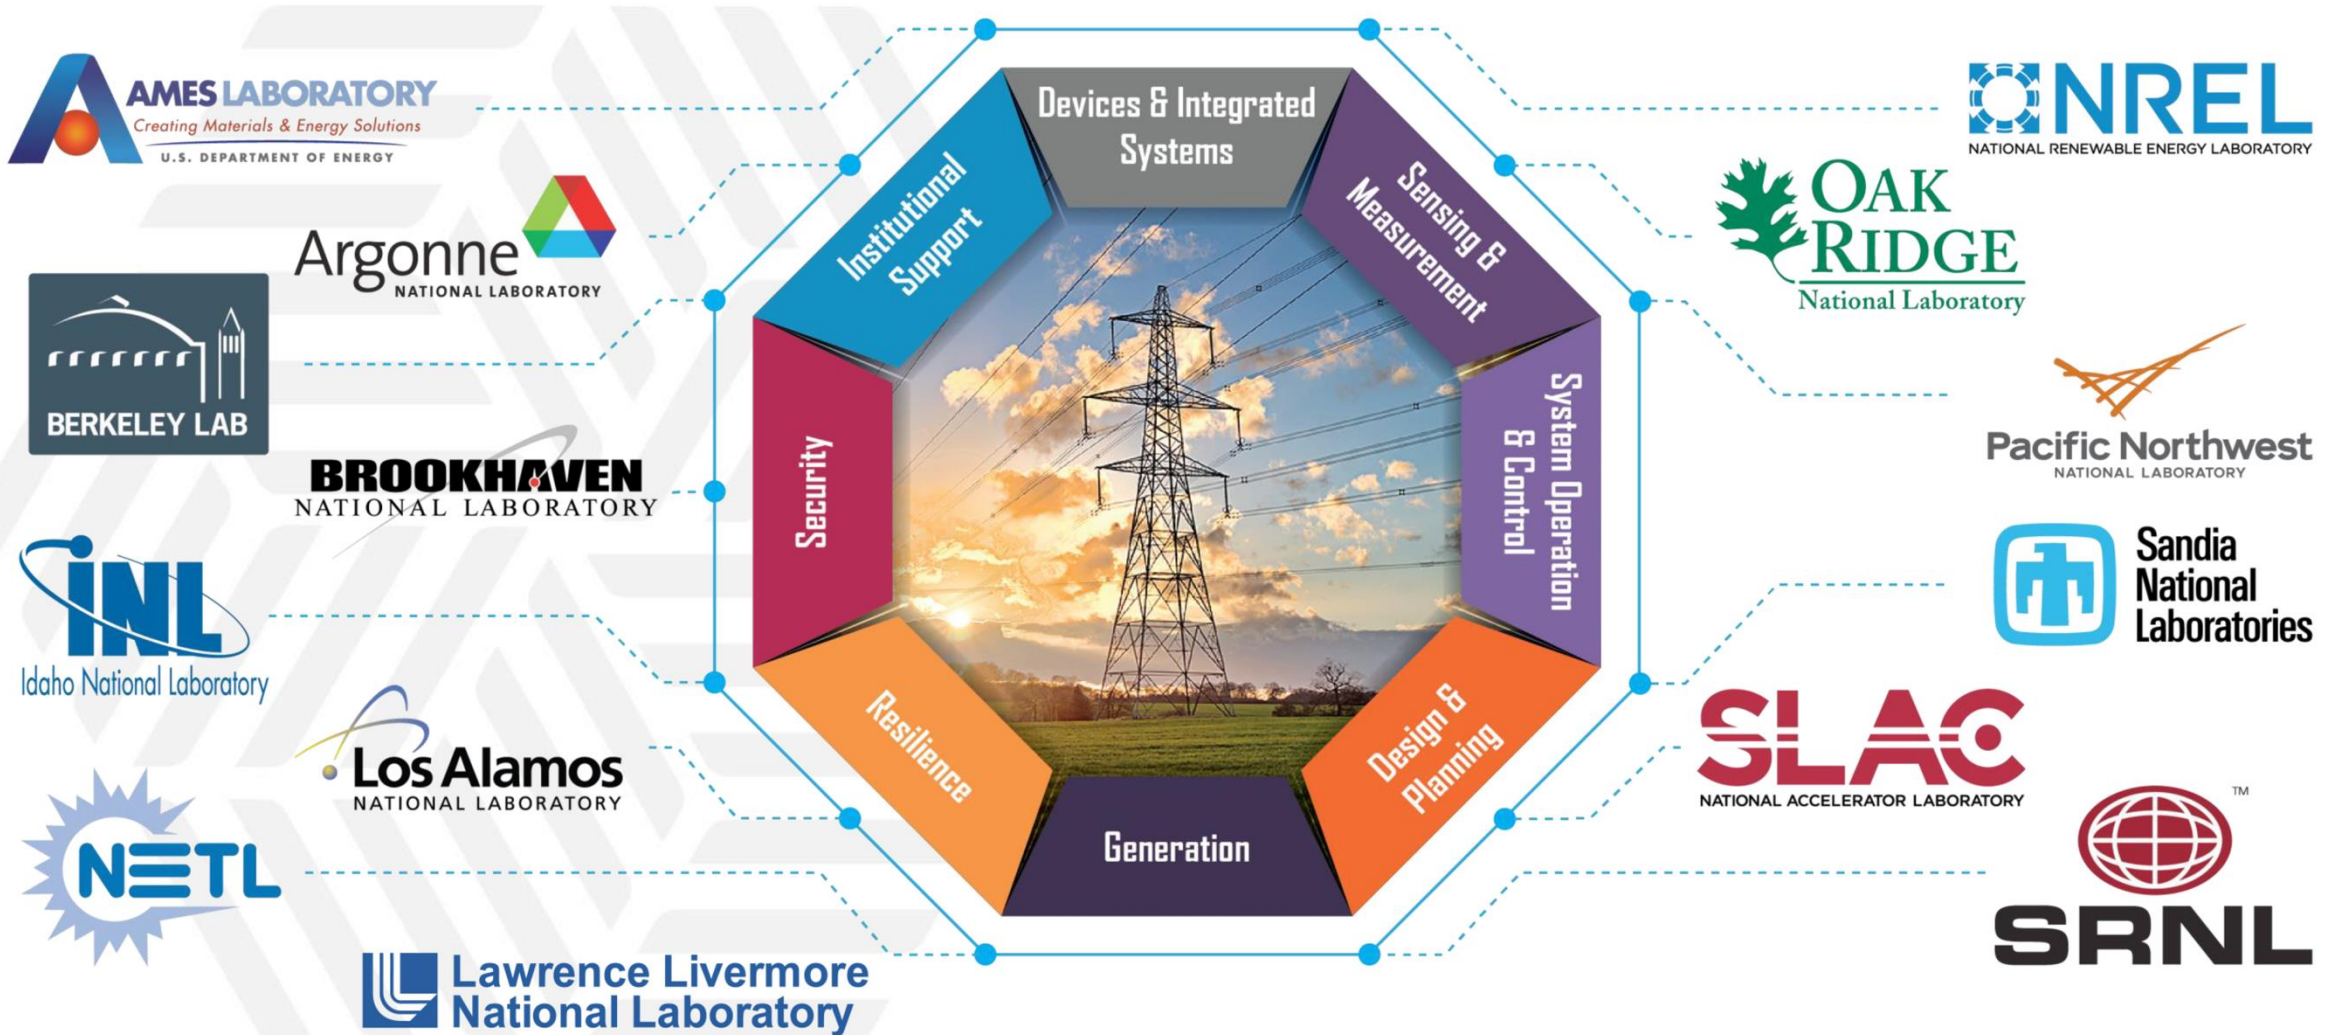 AMES LABORATORY
Creating Materials & Energy Solutions
U.S. DEPARTMENT OF ENERGY
Argonne
NATIONAL LABORATORY
BERKELEY LAB
BROOKHAVEN
NATIONAL LABORATORY
INL
Idaho National Laboratory
Los Alamos
NATIONAL LABORATORY
NETL
Lawrence Livermore
National Laboratory
Devices & Integrated
Systems
Sensing &
Measurement
System Operation
& Control
Design &
Planning
Generation
Resilience
Security
Institutional
Support
NREL
NATIONAL RENEWABLE ENERGY LABORATORY
OAK
RIDGE
National Laboratory
Pacific Northwest
NATIONAL LABORATORY
Sandia
National
Laboratories
SLAC
NATIONAL ACCELERATOR LABORATORY
TM
SRNL